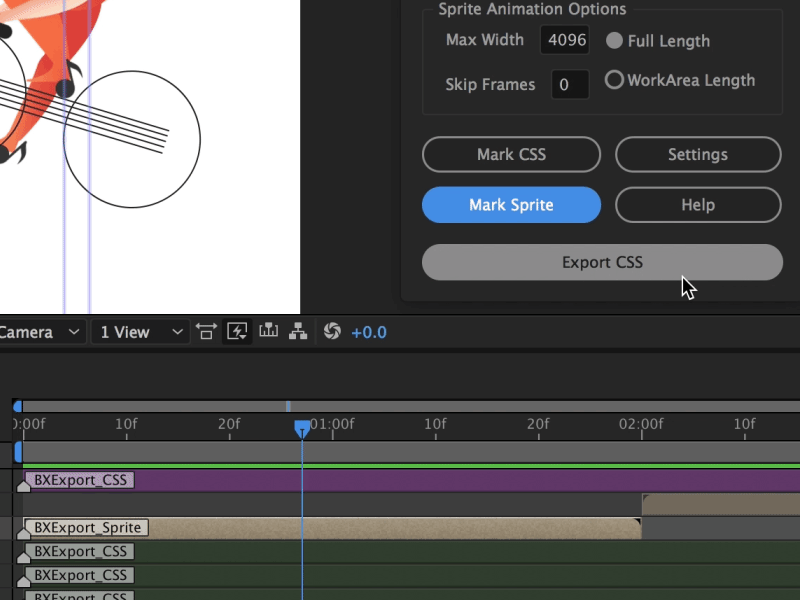 Sprite Animation Options
Max Width 4096 Full Length
Skip Frames 0 WorkArea Length
Mark CSS Settings
Mark Sprite Help
Export CSS
Camera 1 View +0.0
0:00f 10f 20f 01:00f 10f 20f 02:00f 10f
BXExport_CSS
BXExport_Sprite
BXExport_CSS
BXExport_CSS
BXExport_CSS